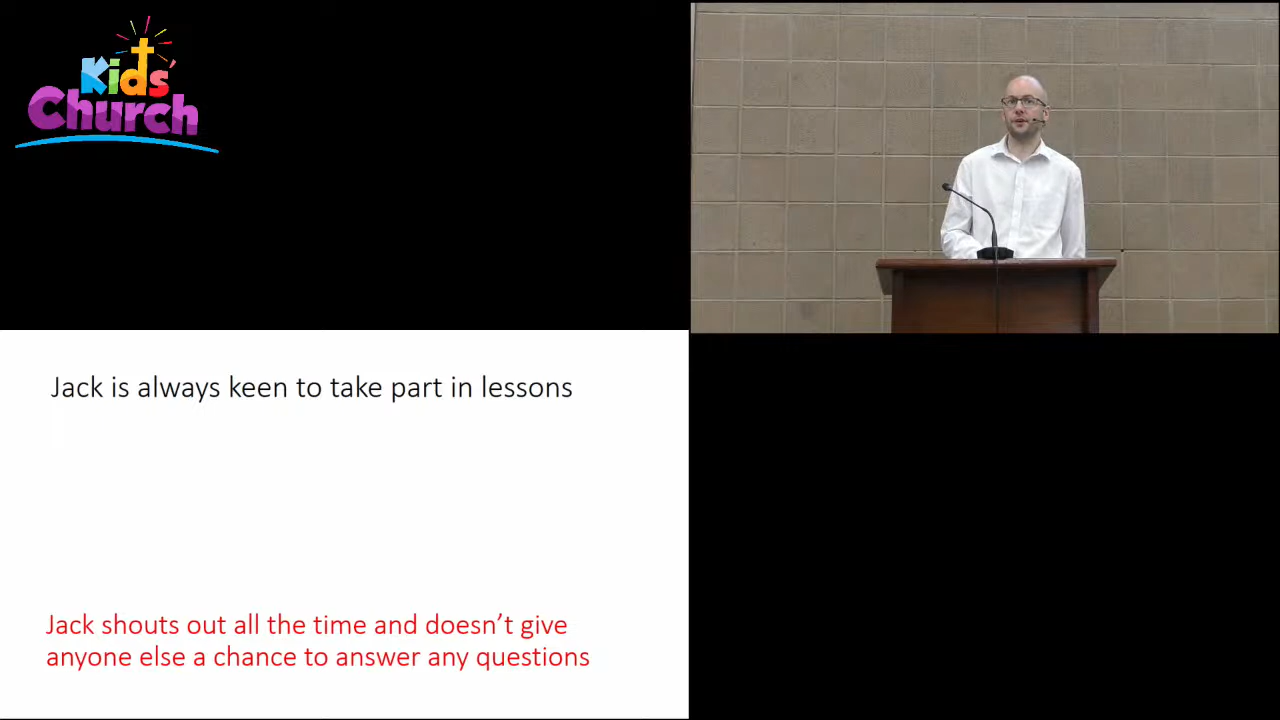 Kids'
Church
Jack is always keen to take part in lessons
Jack shouts out all the time and doesn’t give
anyone else a chance to answer any questions